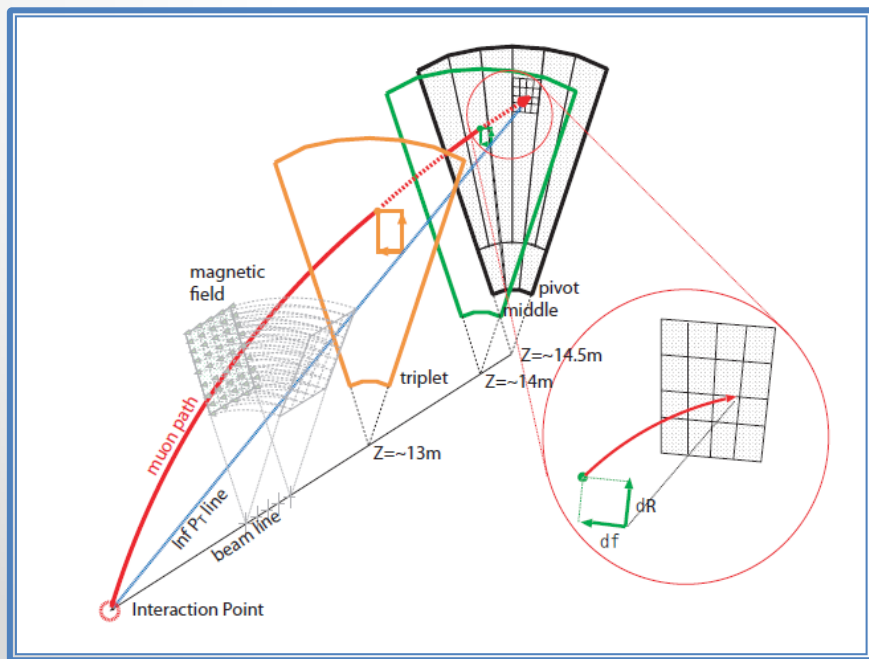 magnetic
field
pivot
middle
triplet
Z=~14.5m
Z=~14m
Z=~13m
muon path
Inf PT line
beam line
Interaction Point
dR
df